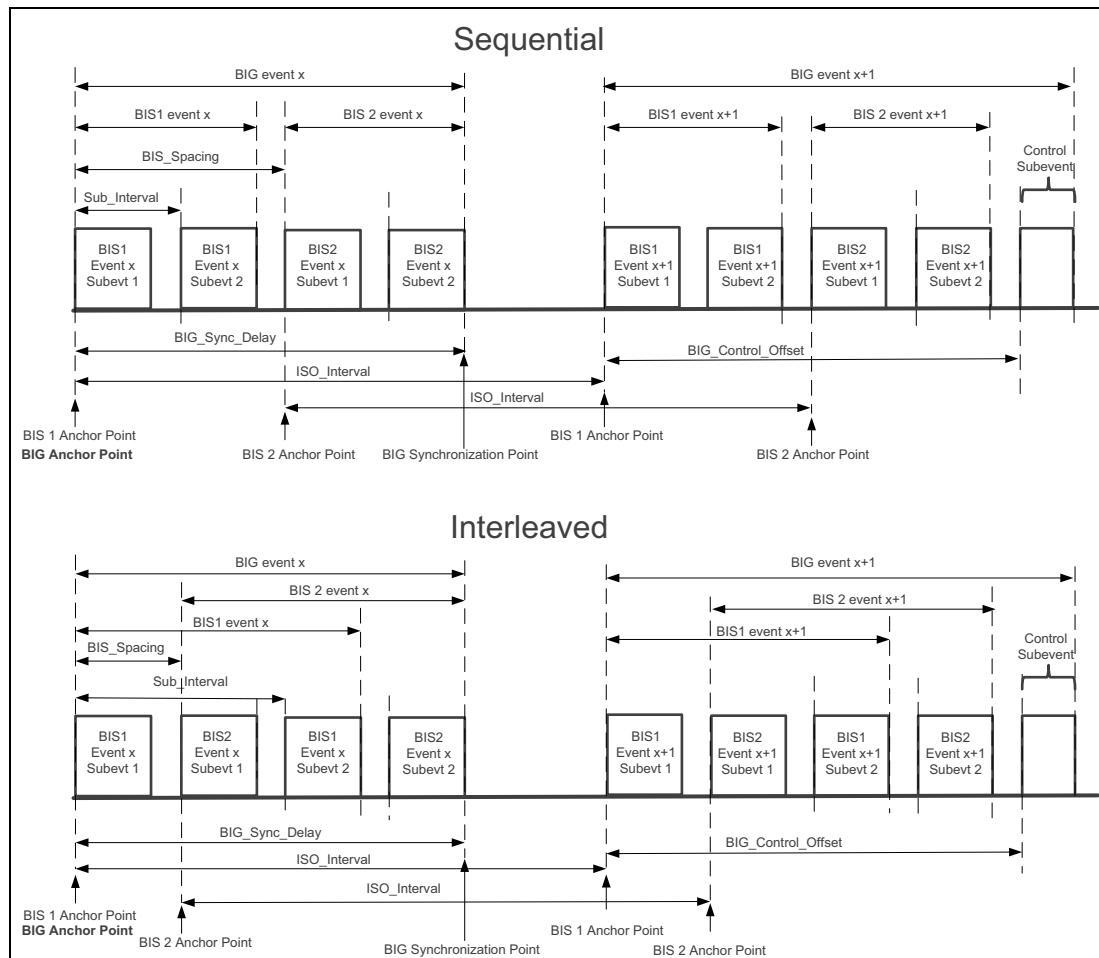 Sequential
BIG event x
BIG event x+1
BIS1 event x
BIS 2 event x
BIS1 event x+1
BIS 2 event x+1
BIS_Spacing
Control
Subevent
Sub_Interval
BIS1
Event x
Subevt 1
BIS1
Event x
Subevt 2
BIS2
Event x
Subevt 1
BIS2
Event x
Subevt 2
BIS1
Event x+1
Subevt 1
BIS1
Event x+1
Subevt 2
BIS2
Event x+1
Subevt 1
BIS2
Event x+1
Subevt 2
BIG_Sync_Delay
BIG_Control_Offset
ISO_Interval
ISO_Interval
BIS 1 Anchor Point
BIG Anchor Point
BIS 2 Anchor Point
BIG Synchronization Point
BIS 1 Anchor Point
BIS 2 Anchor Point
Interleaved
BIG event x
BIG event x+1
BIS 2 event x
BIS 2 event x+1
BIS1 event x
BIS1 event x+1
BIS_Spacing
Control
Subevent
Sub_Interval
BIS1
Event x
Subevt 1
BIS2
Event x
Subevt 1
BIS1
Event x
Subevt 2
BIS2
Event x
Subevt 2
BIS1
Event x+1
Subevt 1
BIS2
Event x+1
Subevt 1
BIS1
Event x+1
Subevt 2
BIS2
Event x+1
Subevt 2
BIG_Sync_Delay
BIG_Control_Offset
ISO_Interval
ISO_Interval
BIS 1 Anchor Point
BIG Anchor Point
BIS 2 Anchor Point
BIG Synchronization Point
BIS 1 Anchor Point
BIS 2 Anchor Point